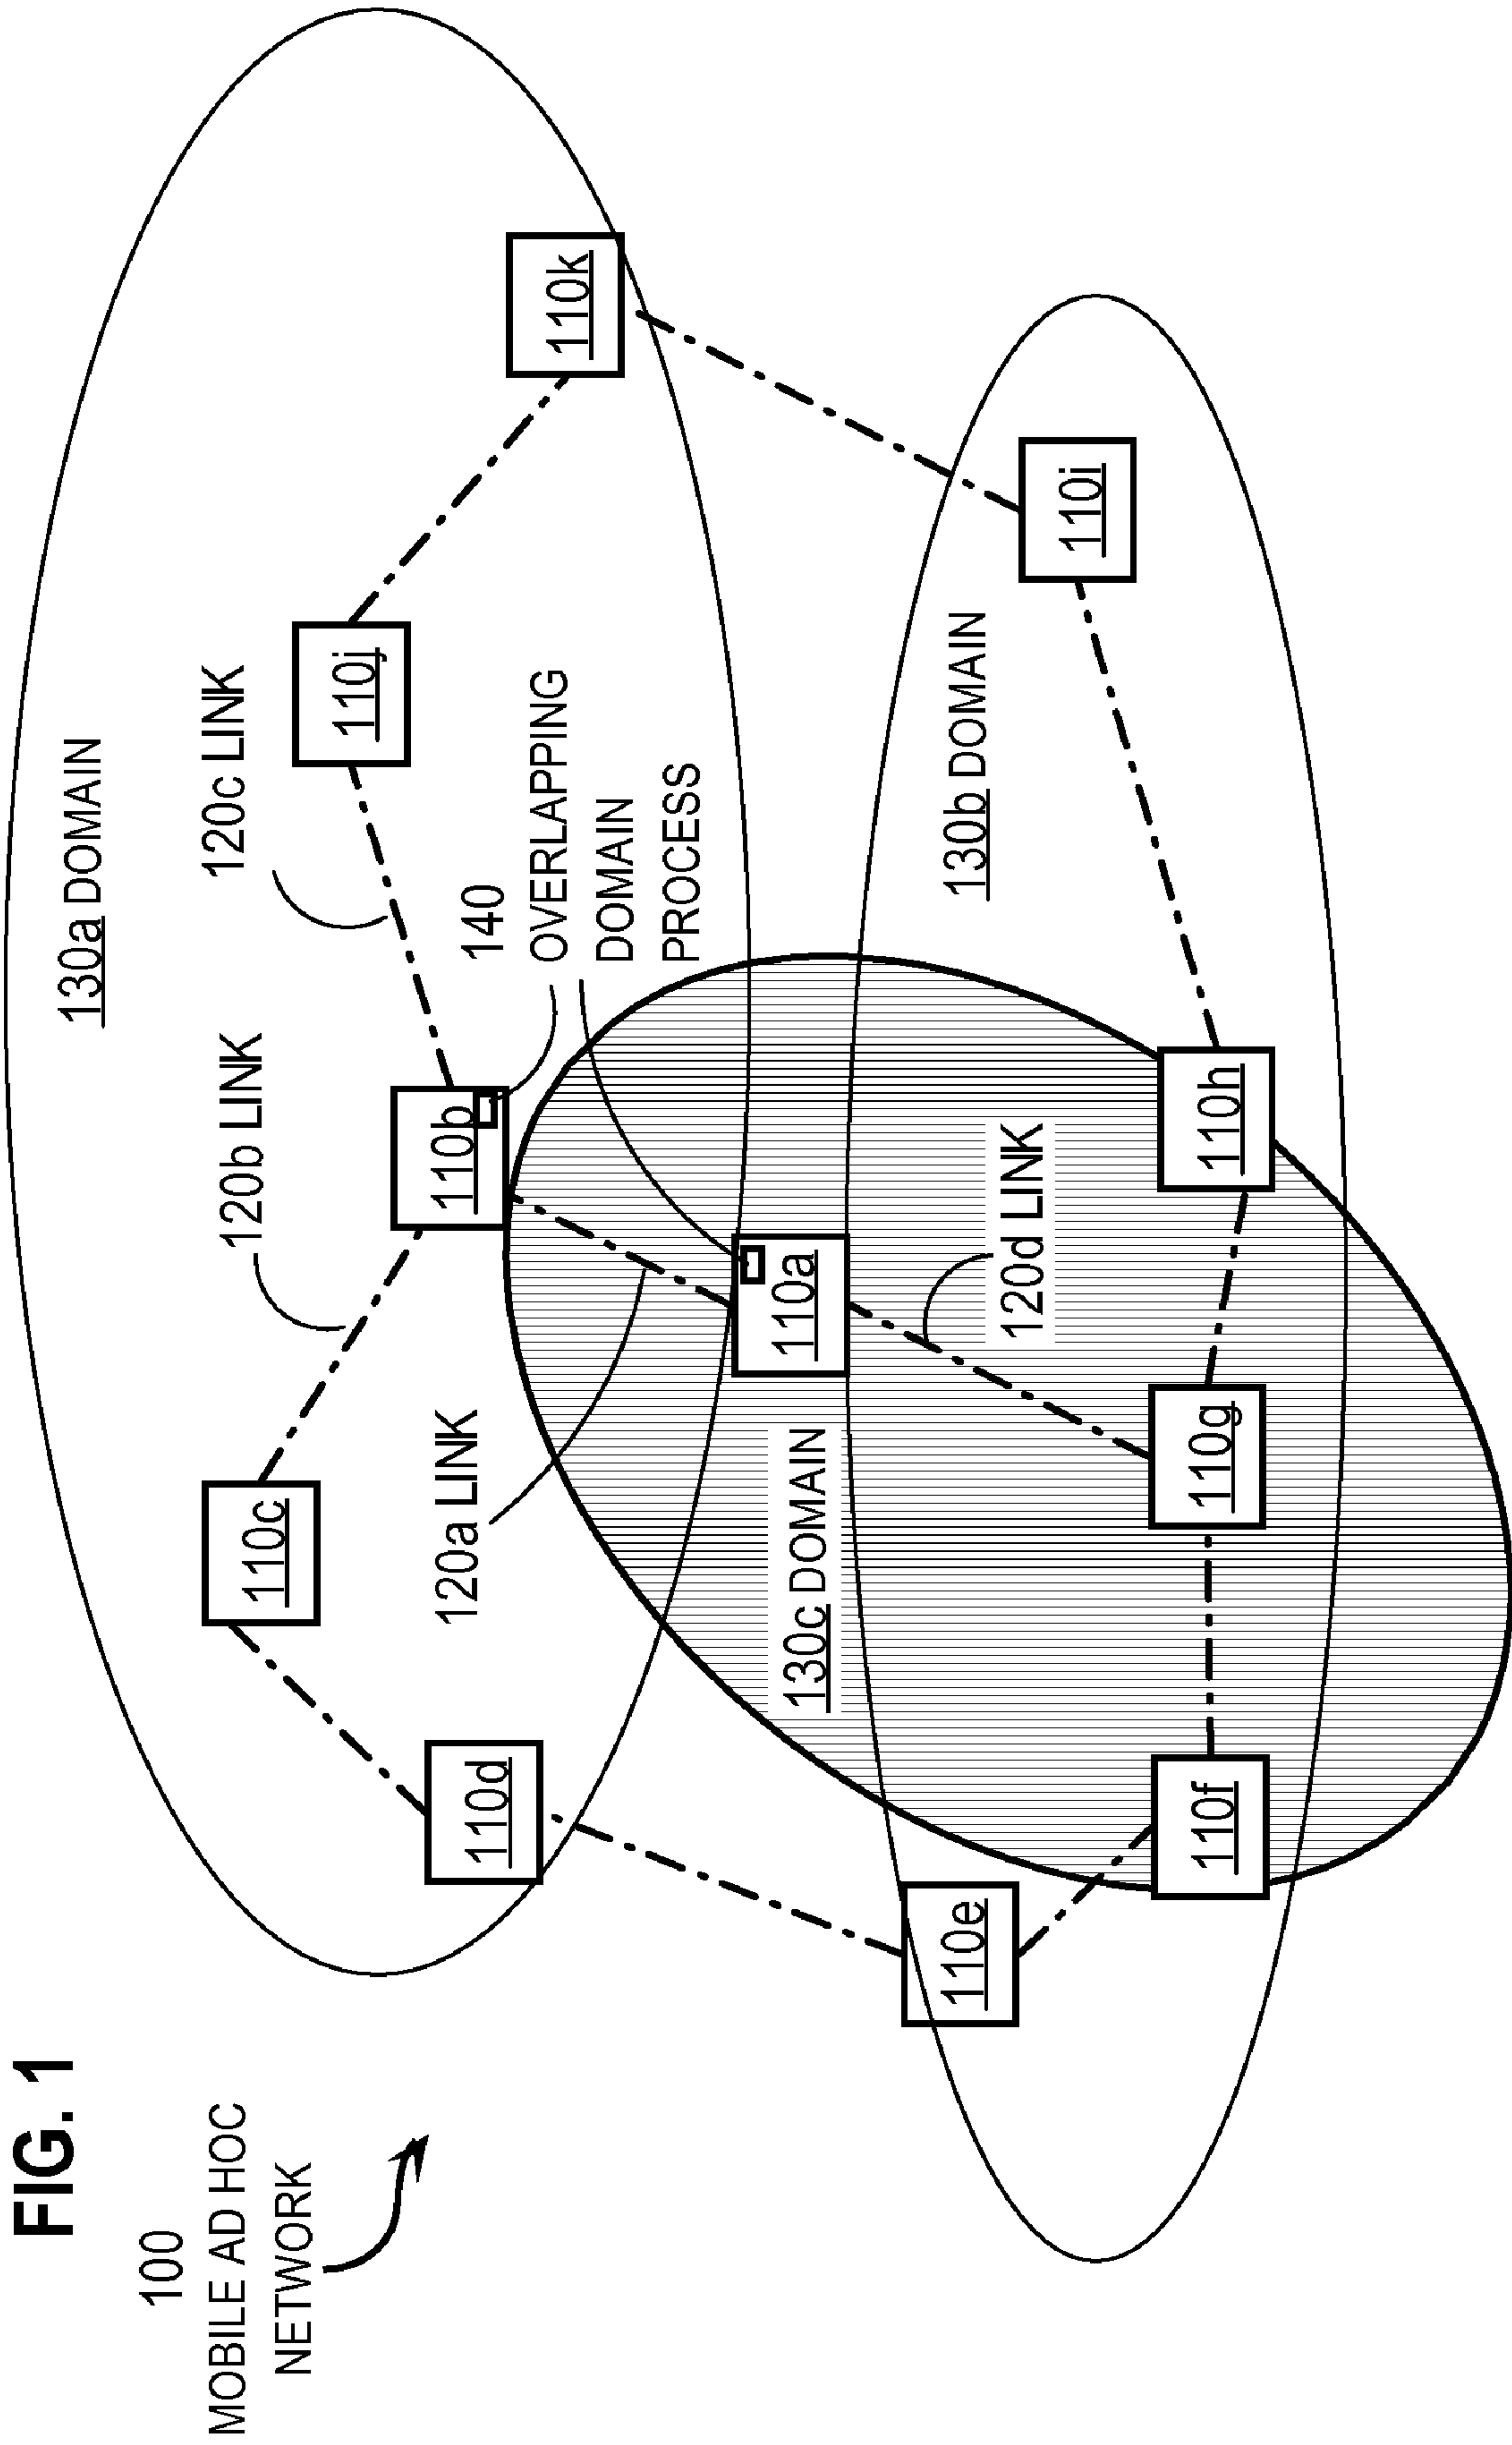 FIG. 1
100
MOBILE AD HOC
NETWORK
130a DOMAIN
120b LINK
120c LINK
110c
110j
110b
140
OVERLAPPING
DOMAIN
PROCESS
110d
120a LINK
110k
110a
130c DOMAIN
130b DOMAIN
120d LINK
110e
110i
110f
110g
110h